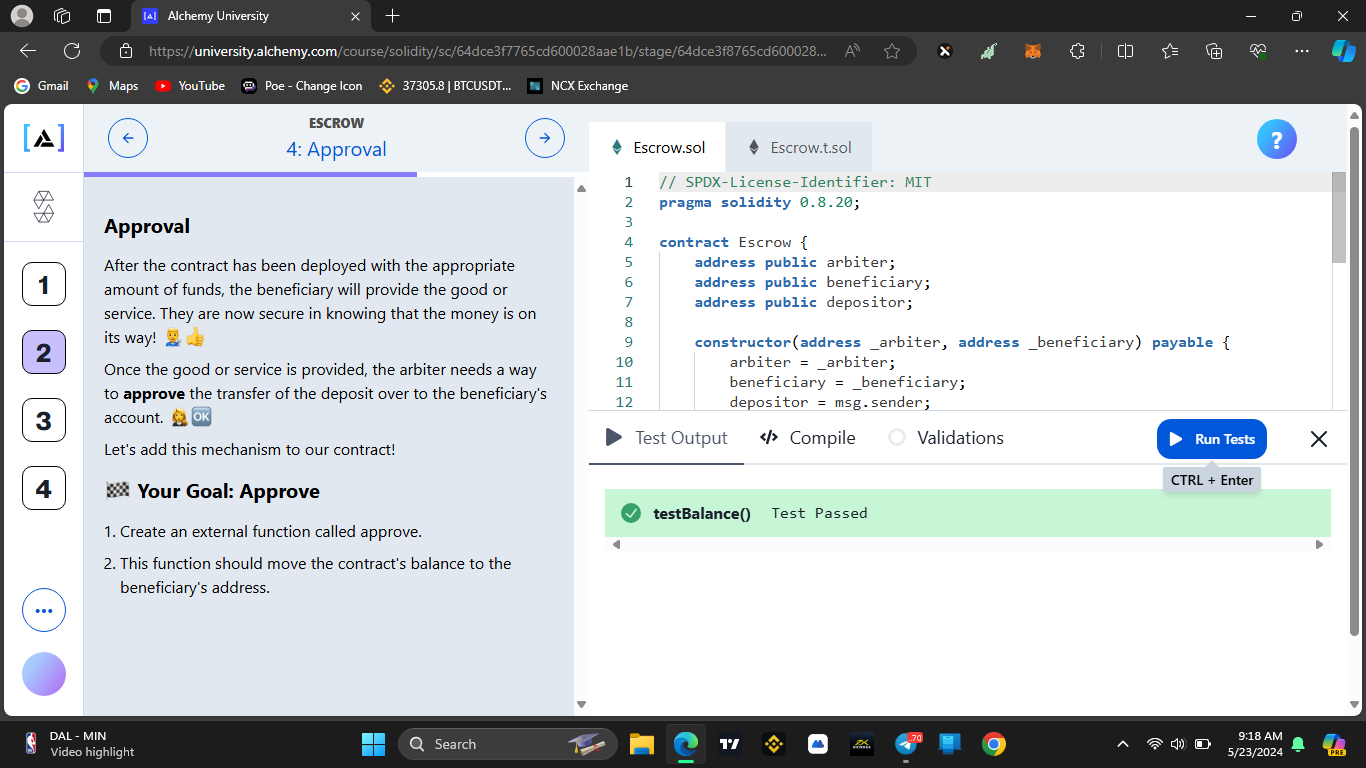 Alchemy University
https://university.alchemy.com/course/solidity/sc/64dce3f7765cd600028aae1b/stage/64dce3f8765cd600028...
Gmail
Maps
YouTube
Poe - Change Icon
37305.8 | BTCUSDT...
NCX Exchange
ESCROW
4: Approval
1
2
3
4
Approval
After the contract has been deployed with the appropriate
amount of funds, the beneficiary will provide the good or
service. They are now secure in knowing that the money is on
its way! 🤵‍♂️👍
Once the good or service is provided, the arbiter needs a way
to approve the transfer of the deposit over to the beneficiary's
account. 👩‍⚖️🆗
Let's add this mechanism to our contract!
🏁 Your Goal: Approve
1. Create an external function called approve.
2. This function should move the contract's balance to the
beneficiary's address.
Escrow.sol
Escrow.t.sol
?
1 // SPDX-License-Identifier: MIT
2 pragma solidity 0.8.20;
3
4 contract Escrow {
5 address public arbiter;
6 address public beneficiary;
7 address public depositor;
8
9 constructor(address _arbiter, address _beneficiary) payable {
10 arbiter = _arbiter;
11 beneficiary = _beneficiary;
12 depositor = msg.sender;
Test Output
Compile
Validations
Run Tests
CTRL + Enter
testBalance() Test Passed
DAL - MIN
Video highlight
Search
70
9:18 AM
5/23/2024
PRE